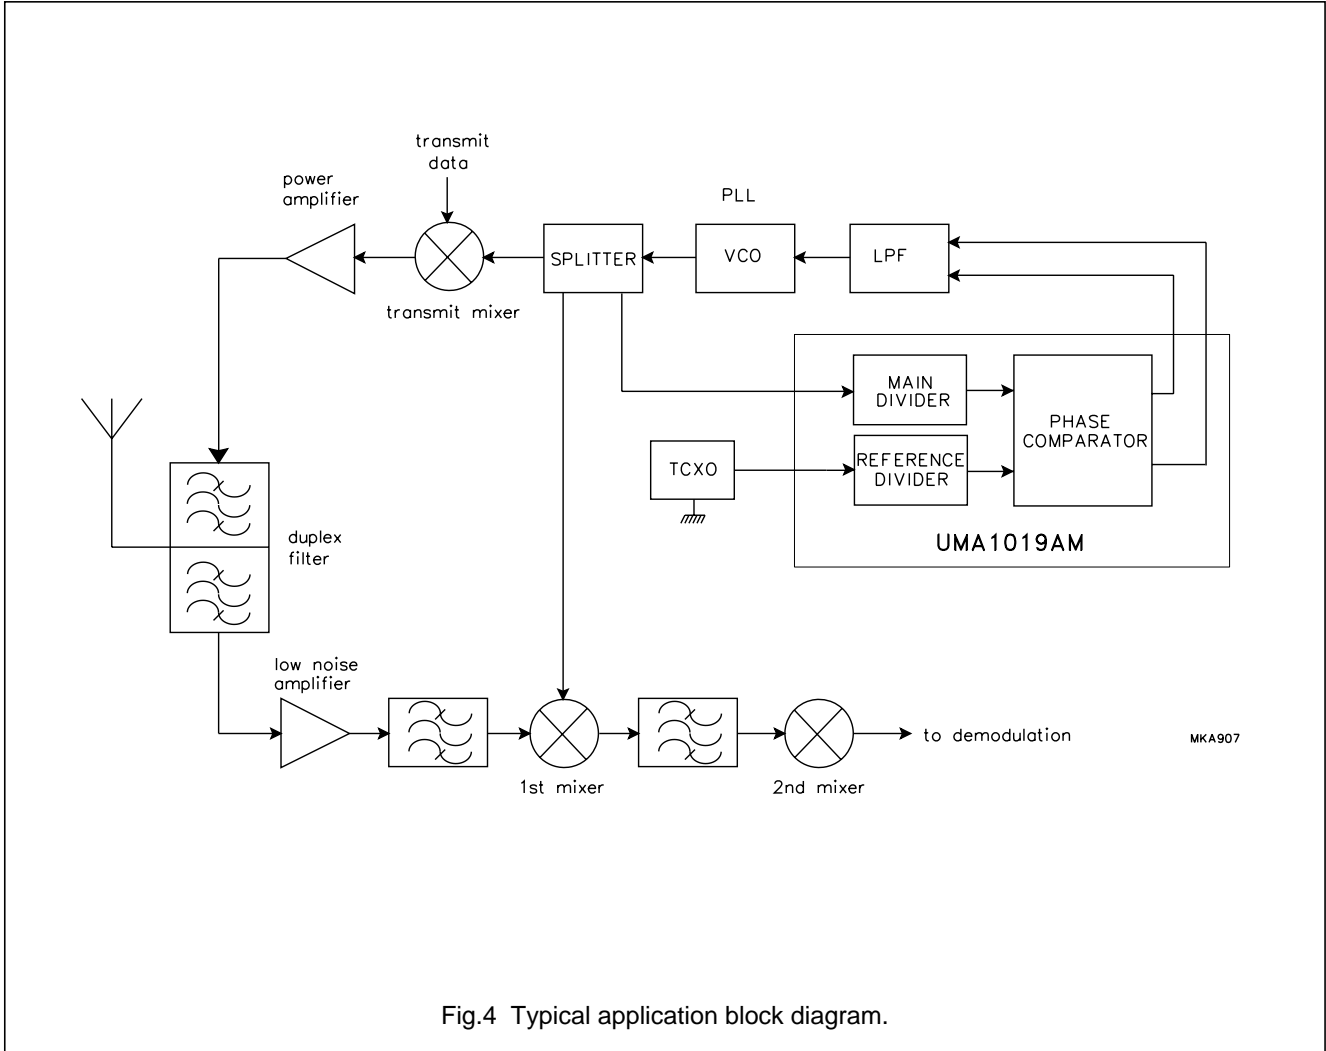 transmit
data
power
amplifier
PLL
SPLITTER
VCO
LPF
transmit mixer
MAIN
DIVIDER
PHASE
COMPARATOR
TCXO
REFERENCE
DIVIDER
UMA1019AM
duplex
filter
low noise
amplifier
to demodulation
MKA907
1st mixer
2nd mixer
Fig.4 Typical application block diagram.